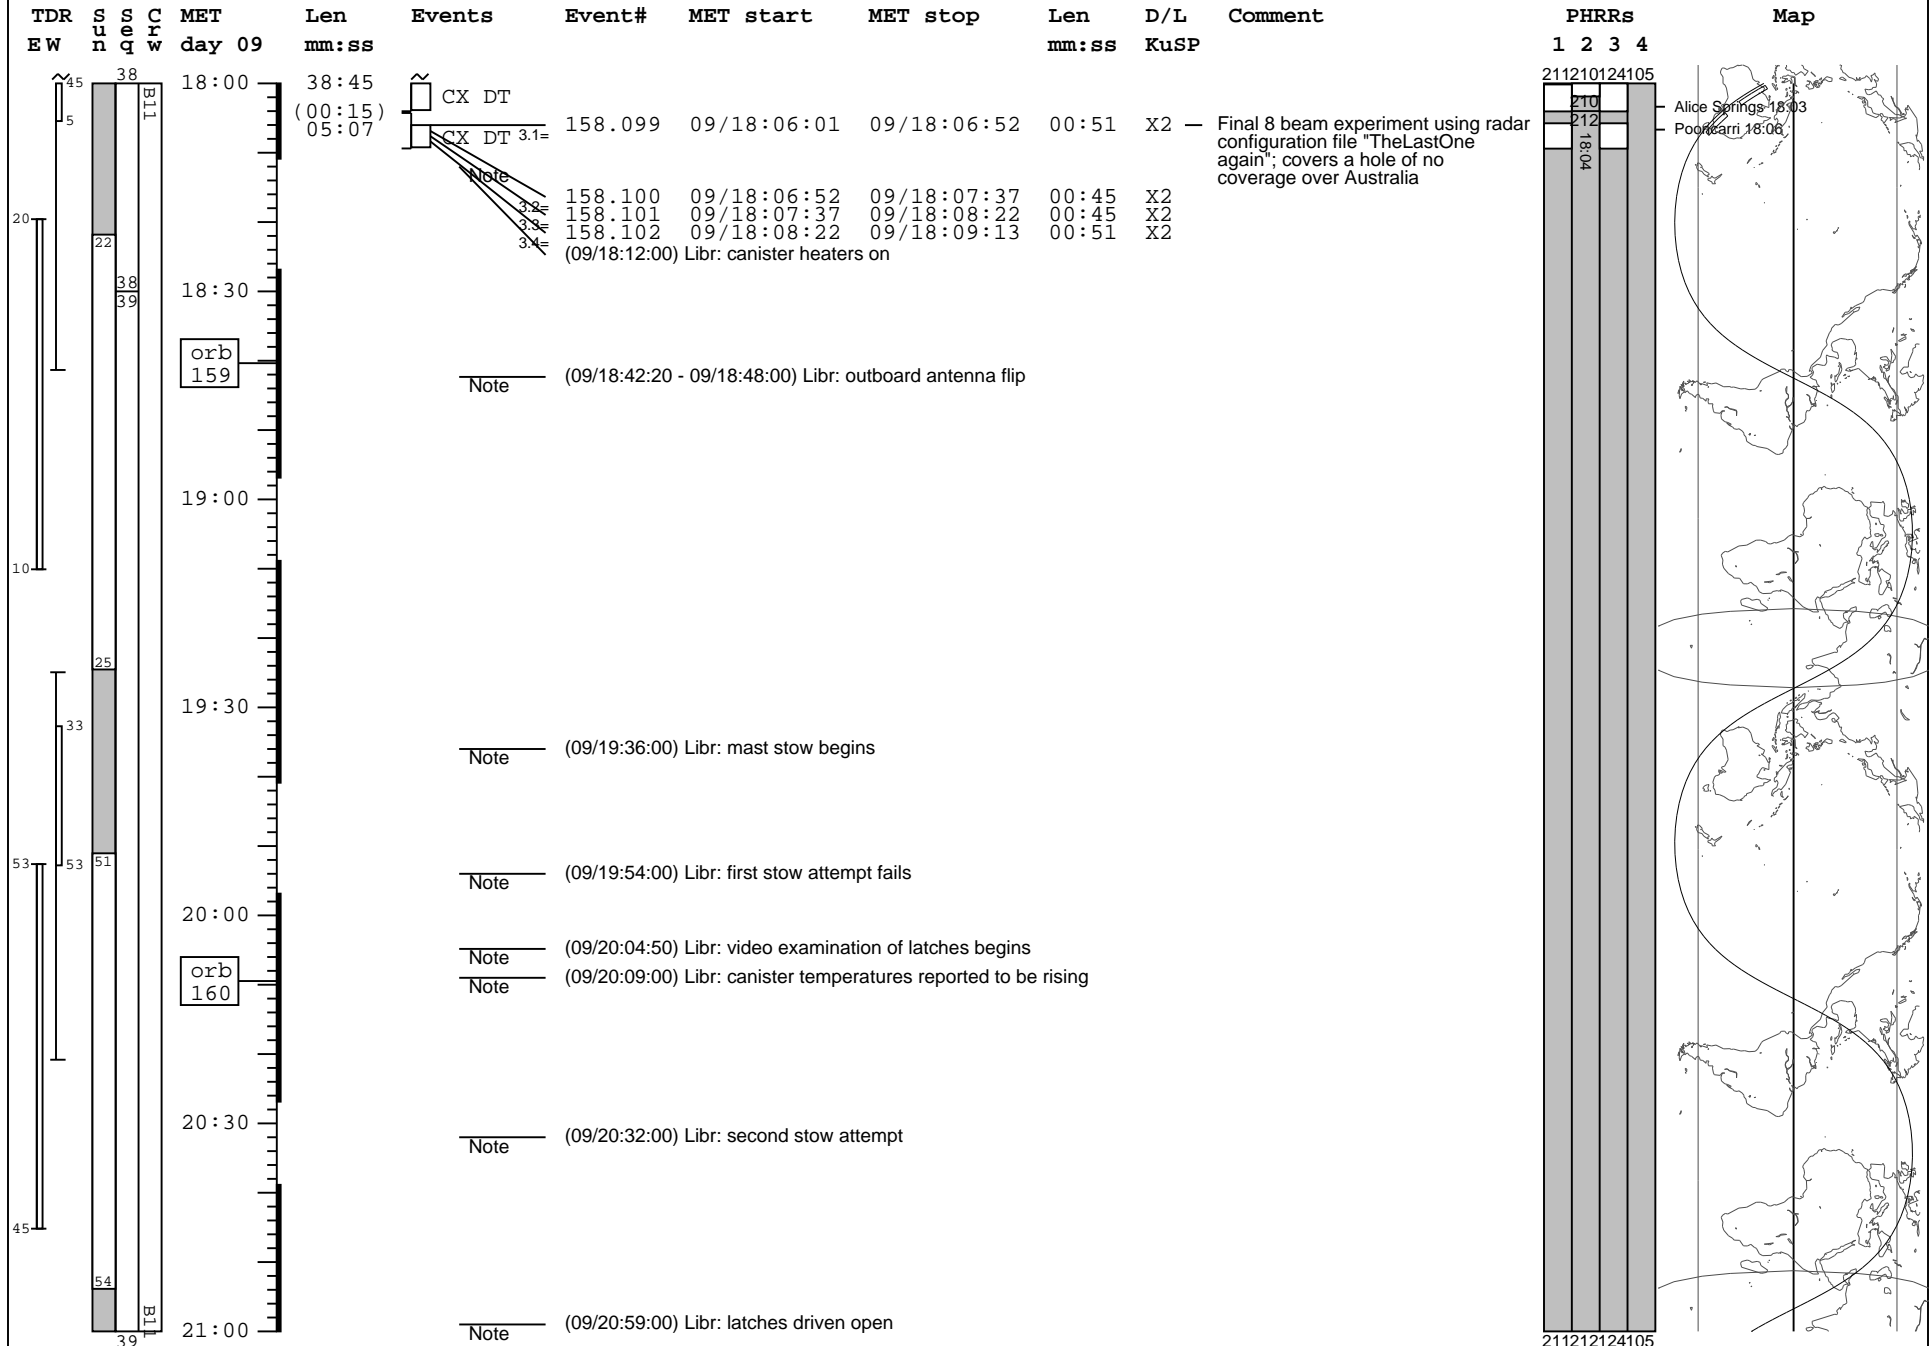 TDR S S C MET Len Events Event# MET start MET stop Len D/L Comment PHRRs Map
E W u e r day 09 mm:ss mm:ss KuSP 1 2 3 4
n q w
45 38 18:00 38:45 211 210 124 105
B11 CX DT 210
(00:15) Alice Springs 18:03
5 05:07 CX DT 3.1= 158.099 09/18:06:01 09/18:06:52 00:51 X2 Final 8 beam experiment using radar 212 Pooncarri 18:06
configuration file "TheLastOne
again"; covers a hole of no 18:04
Note coverage over Australia
158.100 09/18:06:52 09/18:07:37 00:45 X2
20 3.2= 158.101 09/18:07:37 09/18:08:22 00:45 X2
22 3.3= 158.102 09/18:08:22 09/18:09:13 00:51 X2
3.4= (09/18:12:00) Libr: canister heaters on
38
18:30
39
orb
159
Note (09/18:42:20 - 09/18:48:00) Libr: outboard antenna flip
19:00
10
25
19:30
33
Note (09/19:36:00) Libr: mast stow begins
53 53 51
Note (09/19:54:00) Libr: first stow attempt fails
20:00
Note (09/20:04:50) Libr: video examination of latches begins
orb
160
Note (09/20:09:00) Libr: canister temperatures reported to be rising
20:30
Note (09/20:32:00) Libr: second stow attempt
45
54
B11
21:00 Note (09/20:59:00) Libr: latches driven open
39 211 212 124 105